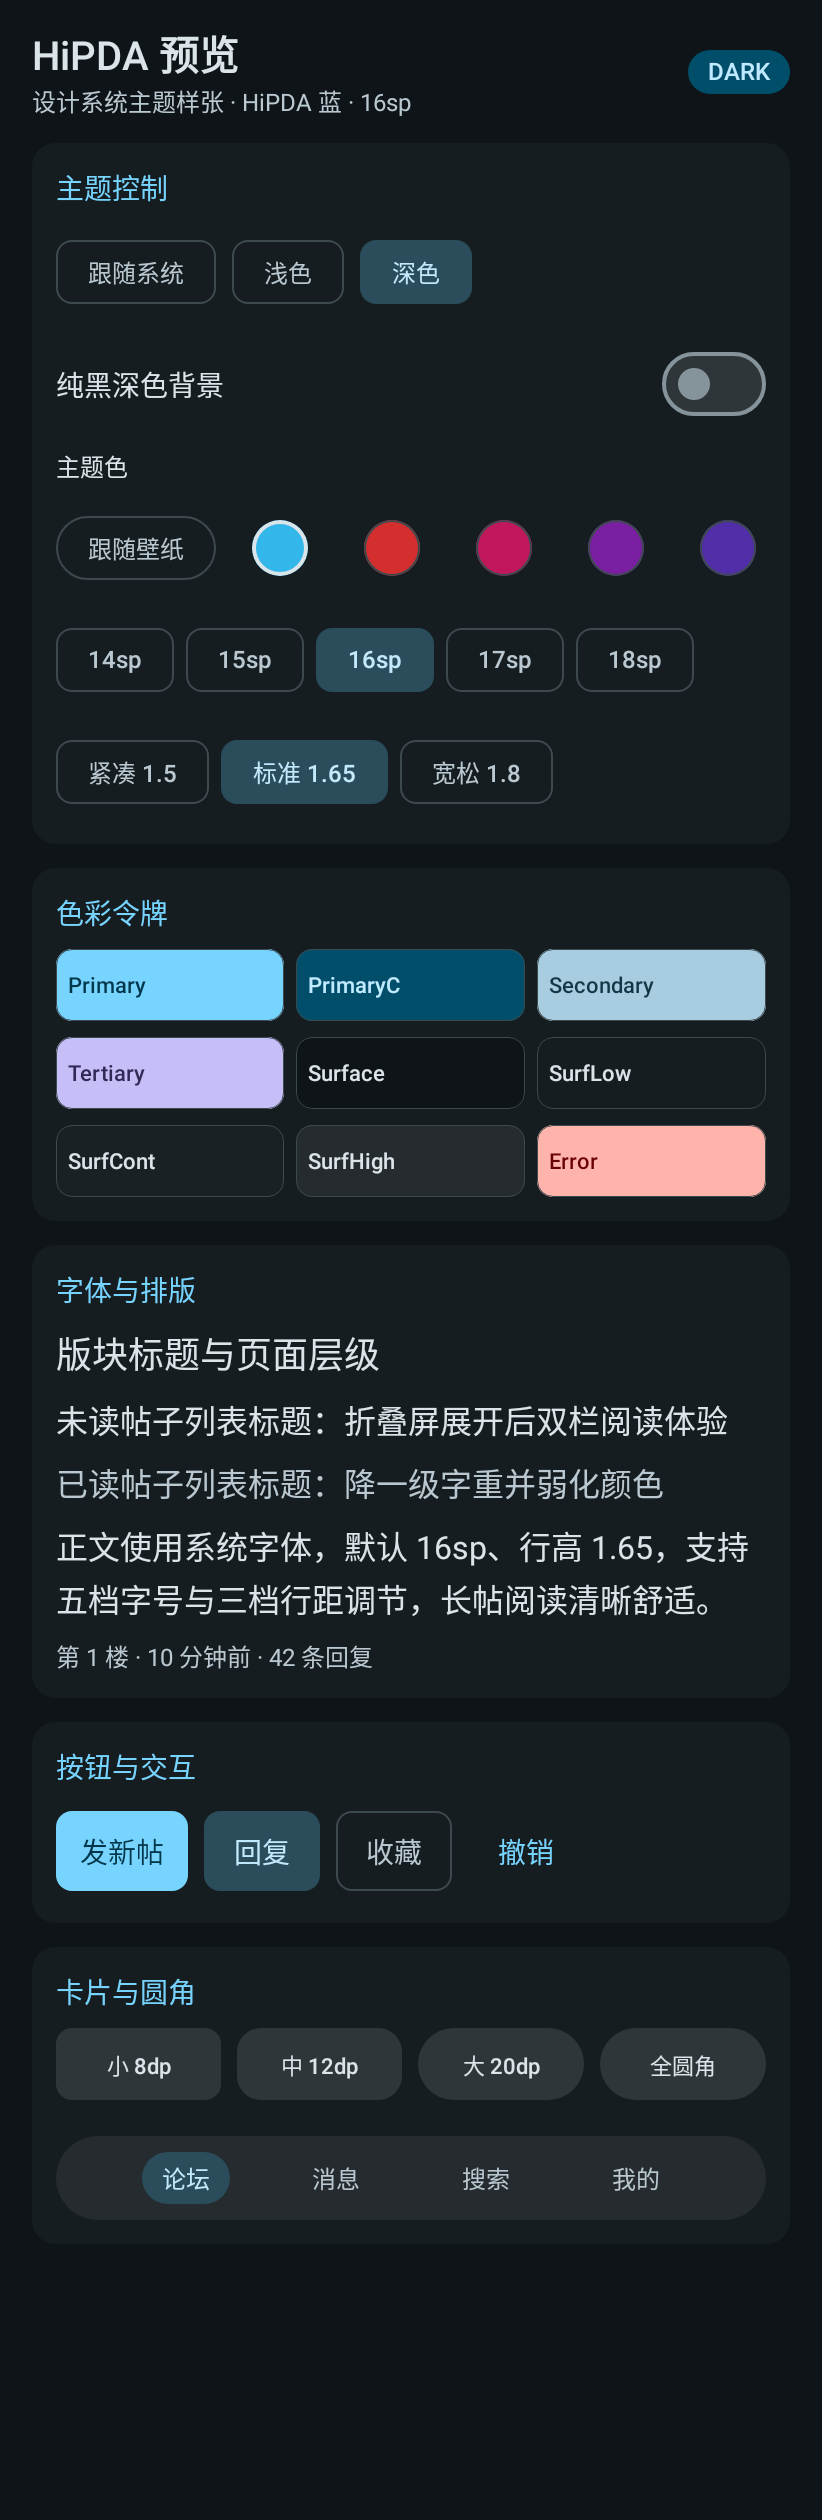 HiPDA 预览
DARK
设计系统主题样张 · HiPDA 蓝 · 16sp
主题控制
跟随系统 浅色 深色
纯黑深色背景
主题色
跟随壁纸
14sp 15sp 16sp 17sp 18sp
紧凑 1.5 标准 1.65 宽松 1.8
色彩令牌
Primary PrimaryC Secondary
Tertiary Surface SurfLow
SurfCont SurfHigh Error
字体与排版
版块标题与页面层级
未读帖子列表标题：折叠屏展开后双栏阅读体验
已读帖子列表标题：降一级字重并弱化颜色
正文使用系统字体，默认 16sp、行高 1.65，支持
五档字号与三档行距调节，长帖阅读清晰舒适。
第 1 楼 · 10 分钟前 · 42 条回复
按钮与交互
发新帖 回复 收藏 撤销
卡片与圆角
小 8dp 中 12dp 大 20dp 全圆角
论坛 消息 搜索 我的